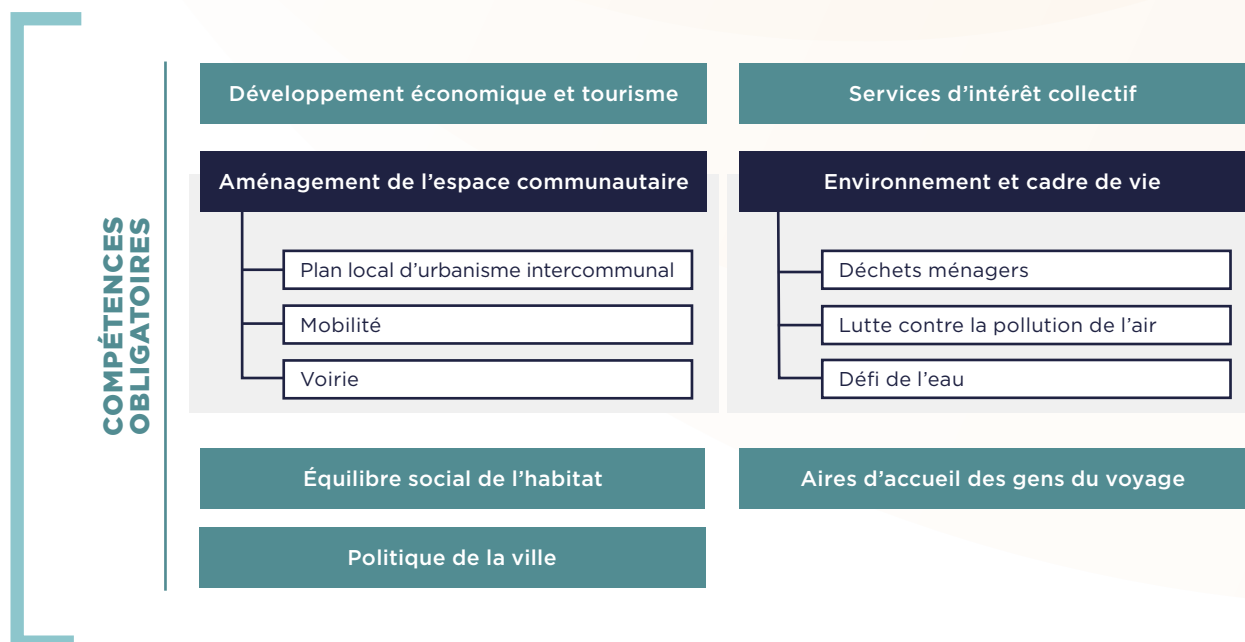 COMPÉTENCES
OBLIGATOIRES
Développement économique et tourisme
Services d’intérêt collectif
Aménagement de l’espace communautaire
Plan local d’urbanisme intercommunal
Mobilité
Voirie
Environnement et cadre de vie
Déchets ménagers
Lutte contre la pollution de l’air
Défi de l’eau
Équilibre social de l’habitat
Aires d’accueil des gens du voyage
Politique de la ville